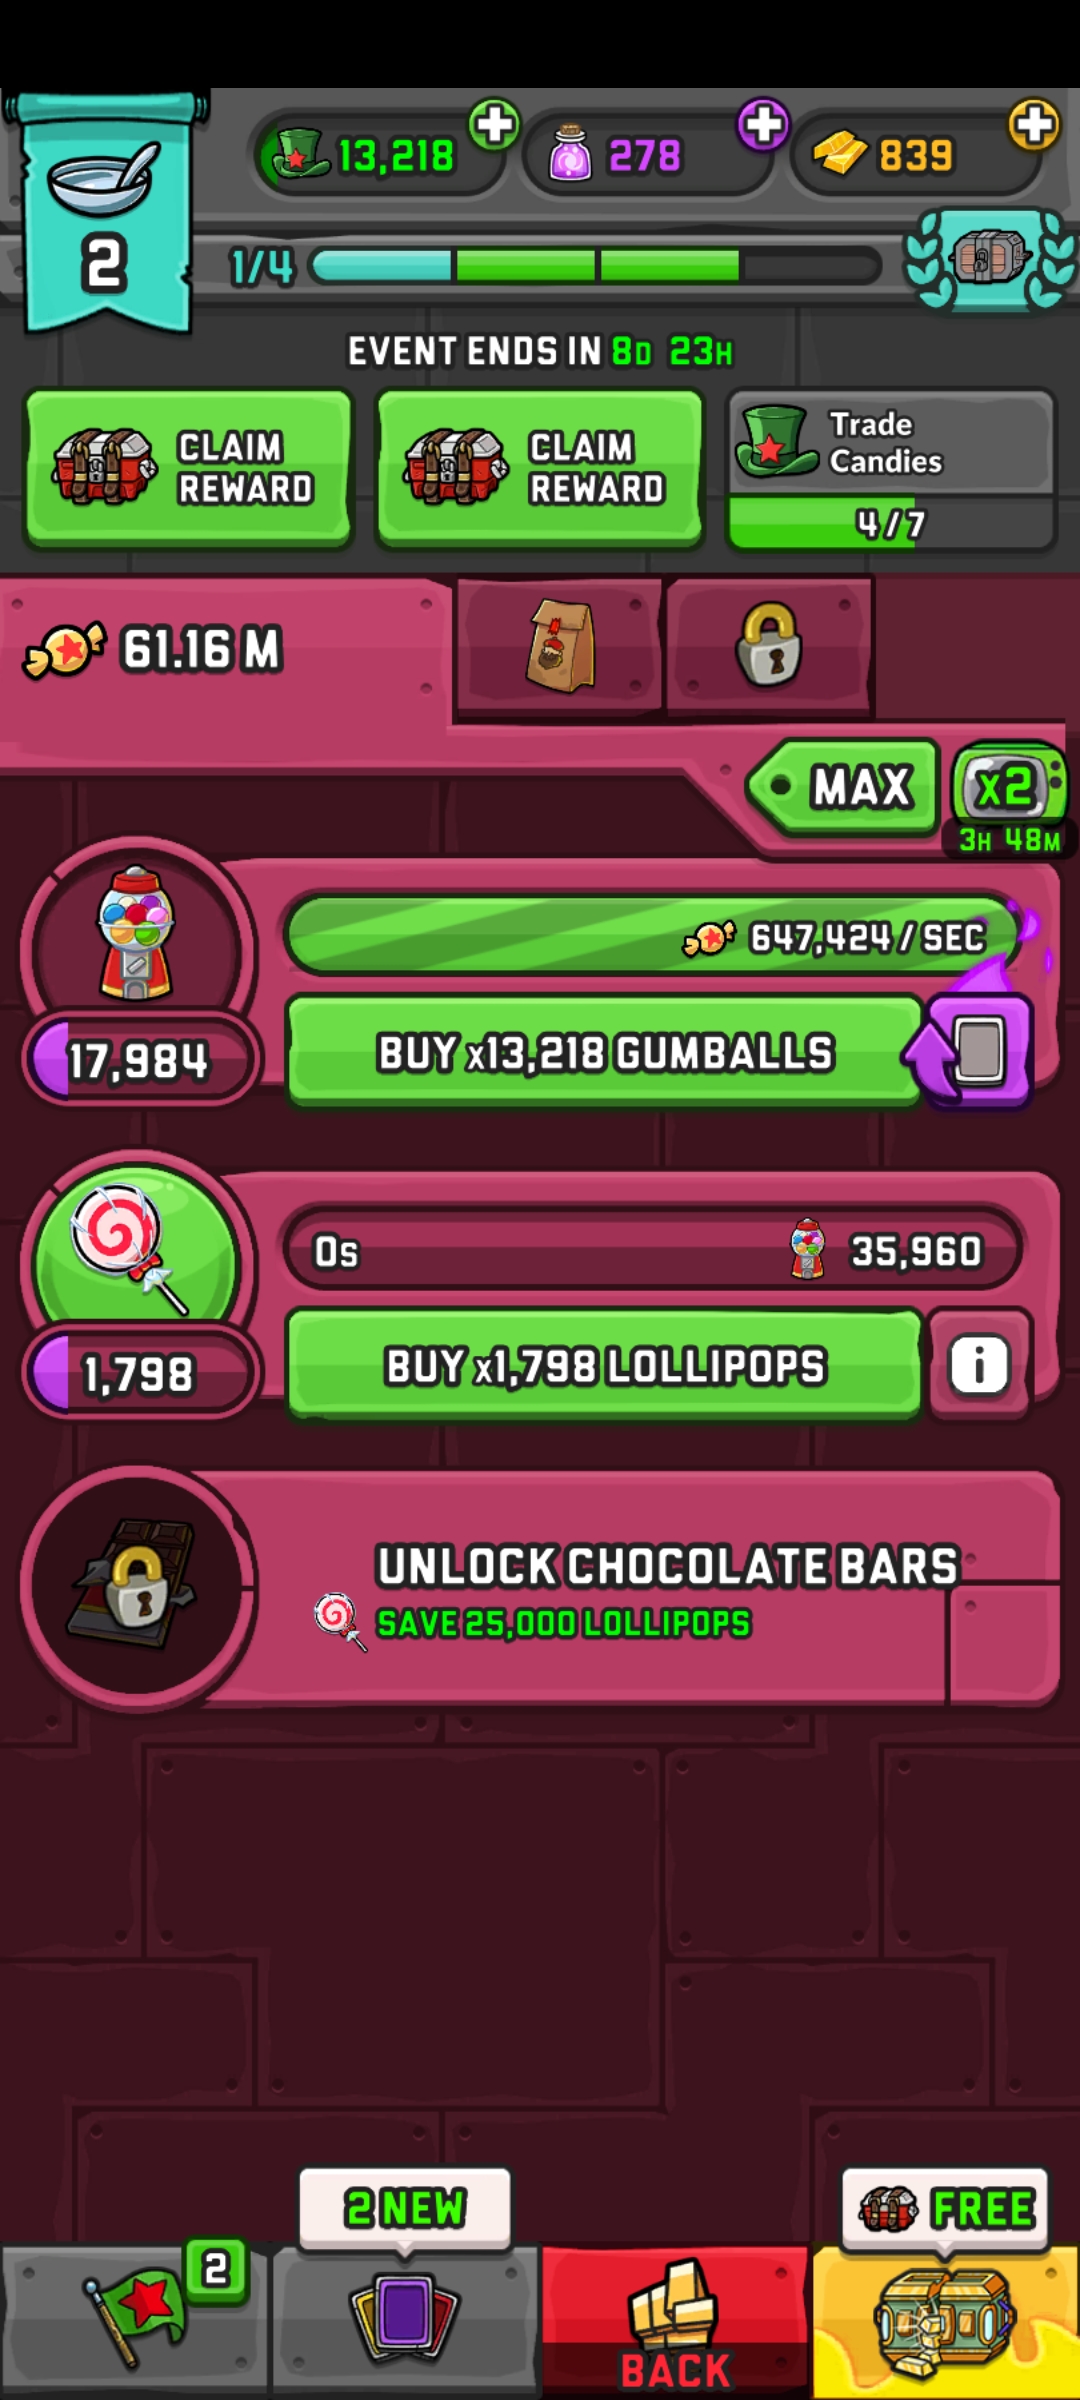 13,218
278
839
2
1/4
EVENT ENDS IN 8D 23H
CLAIM
REWARD
CLAIM
REWARD
Trade
Candies
4/7
61.16 M
MAX
x2
3H 48M
647,424 / SEC
17,984
BUY x13,218 GUMBALLS
0s
35,960
1,798
BUY x1,798 LOLLIPOPS
i
UNLOCK CHOCOLATE BARS
SAVE 25,000 LOLLIPOPS
2 NEW
FREE
2
BACK